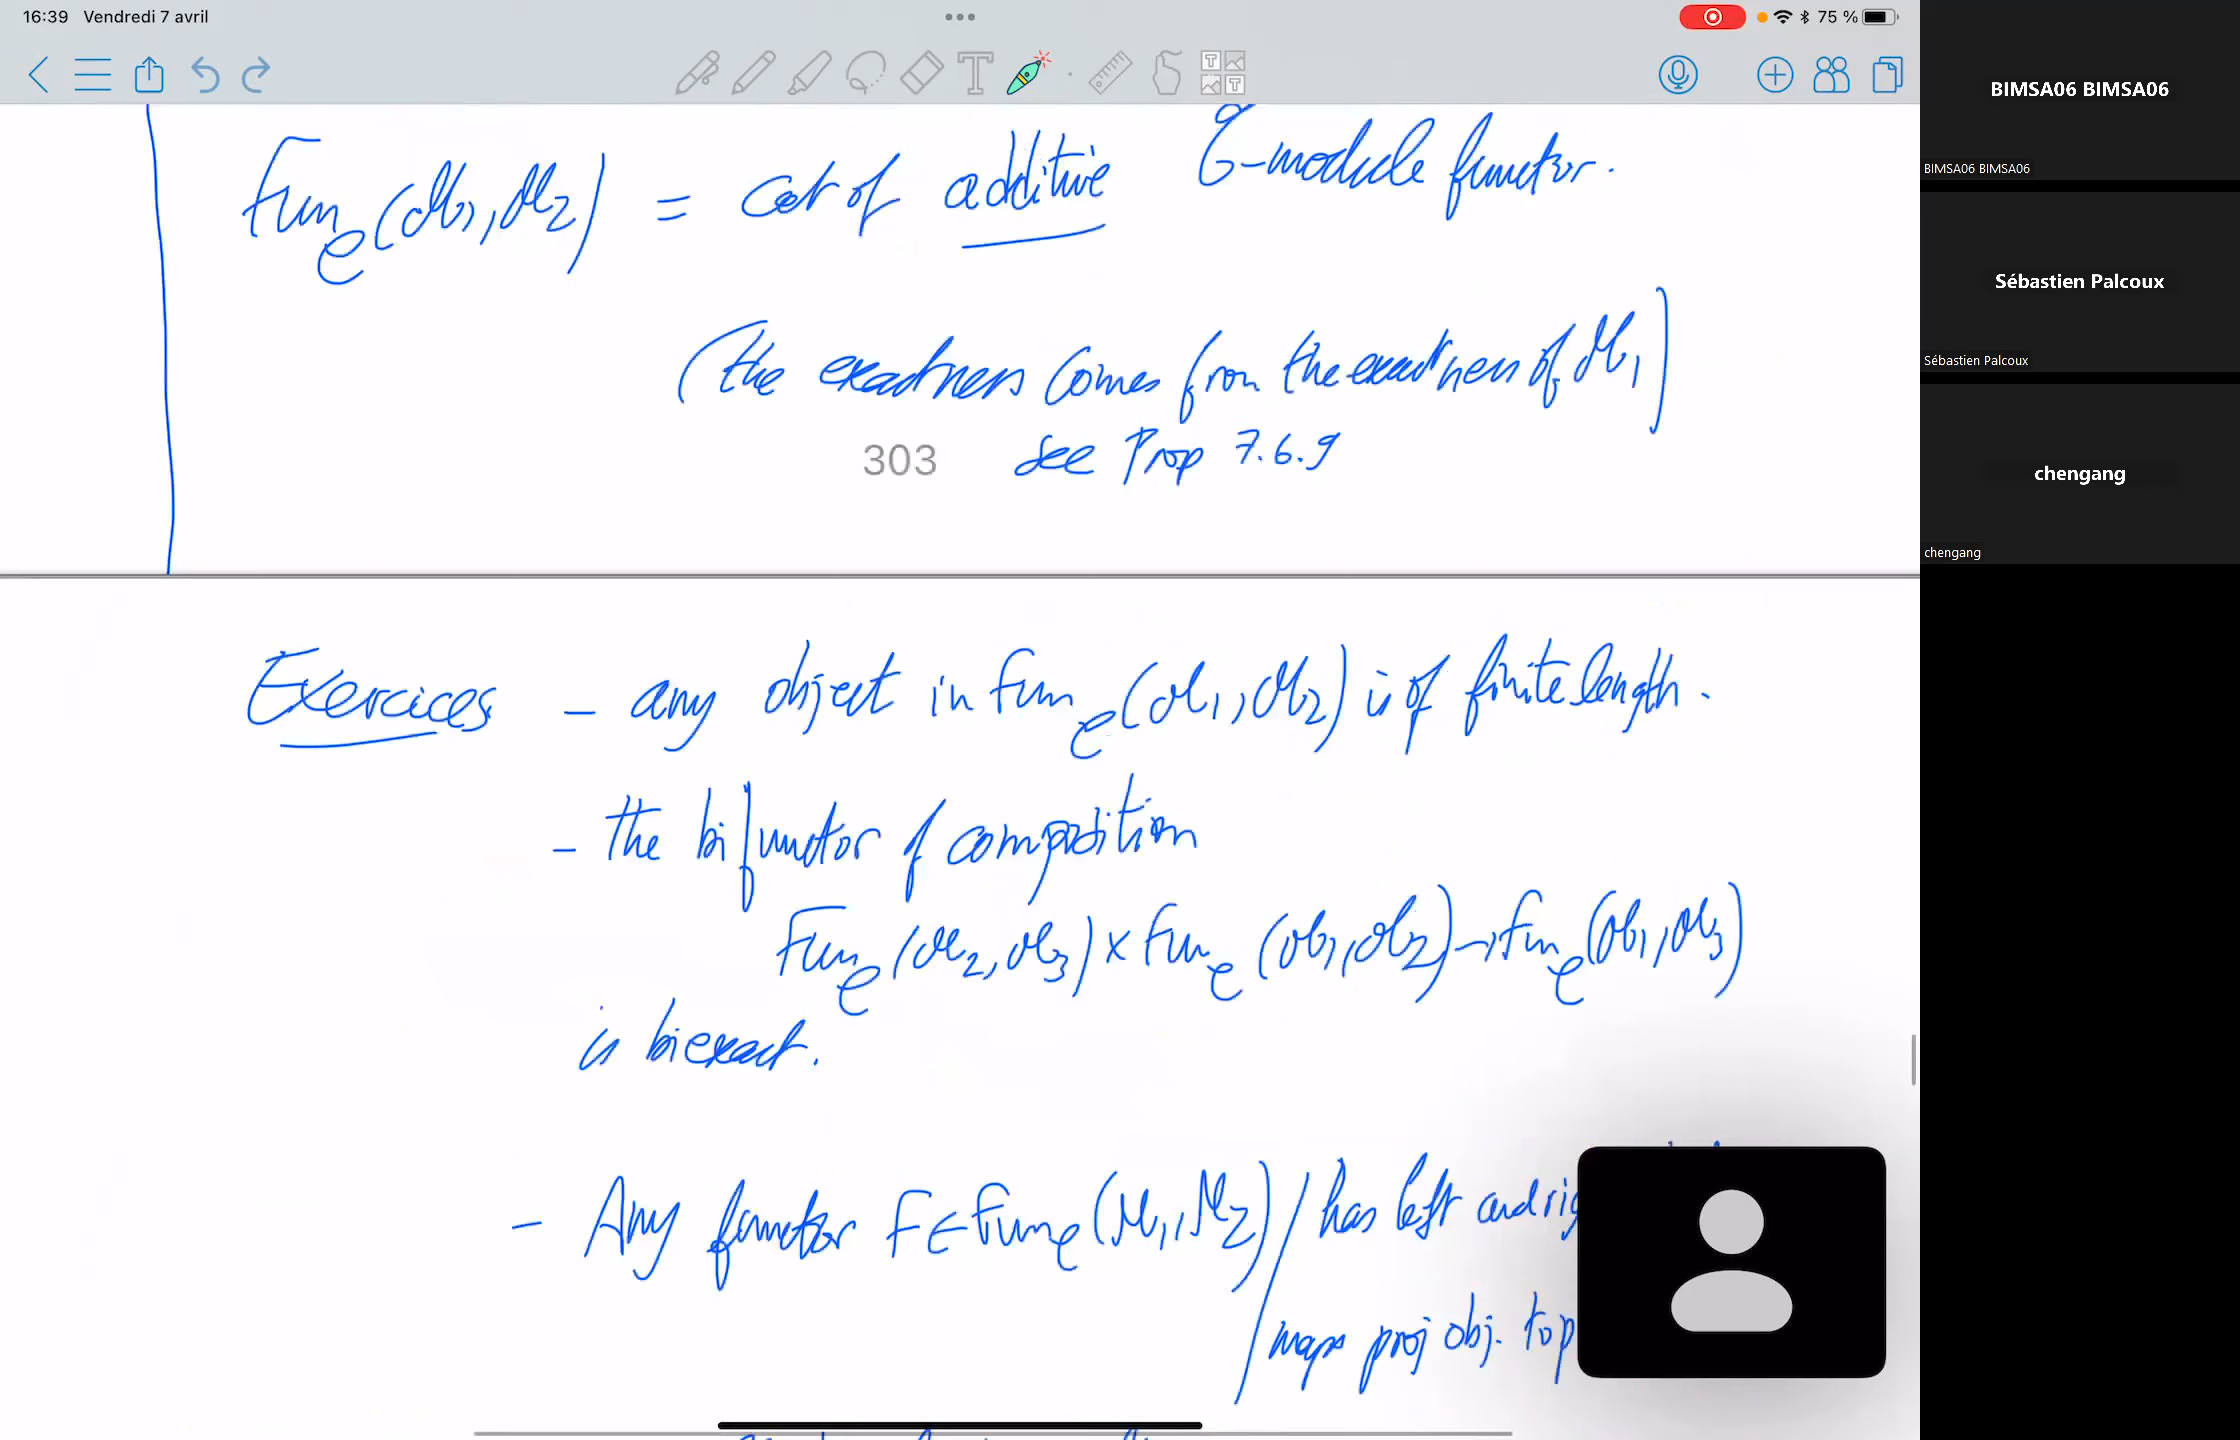 16:39 Vendredi 7 avril
75 %
Fun_C(M1, M2) = cat of additive C-module functor.
(the exactness comes from the exactness of M1)
303 see Prop 7.6.9
Exercices - any object in Fun_C(M1, M2) is of finite length.
- the bifunctor of composition
Fun_C(M2, M3) × Fun_C(M1, M2) → Fun_C(M1, M3)
is biexact.
- Any functor F ∈ Fun_C(M1, M2) / has left and
/ maps proj obj. to
BIMSA06 BIMSA06
BIMSA06 BIMSA06
Sébastien Palcoux
Sébastien Palcoux
chengang
chengang